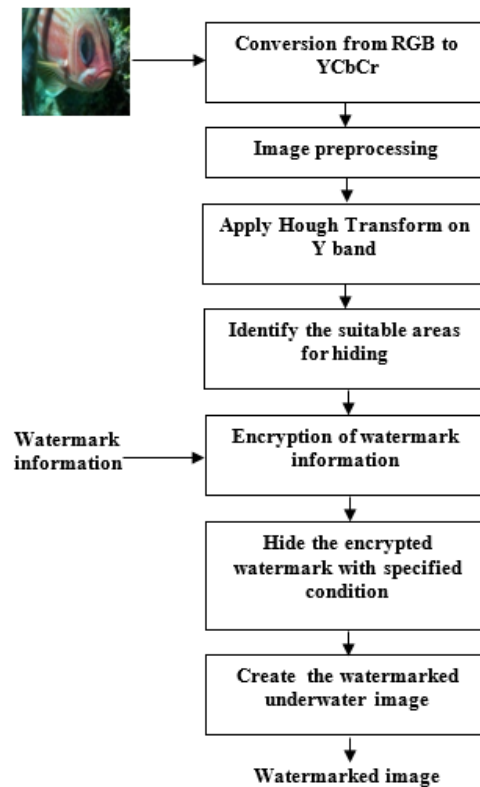 Conversion from RGB to
YCbCr
Image preprocessing
Apply Hough Transform on
Y band
Identify the suitable areas
for hiding
Watermark
information
Encryption of watermark
information
Hide the encrypted
watermark with specified
condition
Create the watermarked
underwater image
Watermarked image